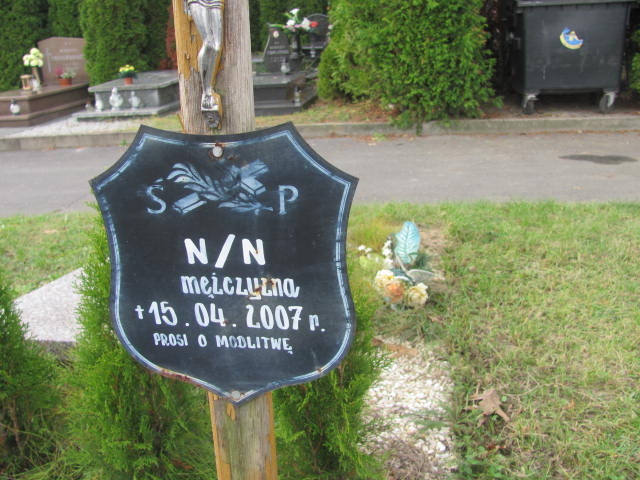 S P
N/N
mężczyzna
+ 15. 04. 2007 r.
PROSI O MODLITWĘ